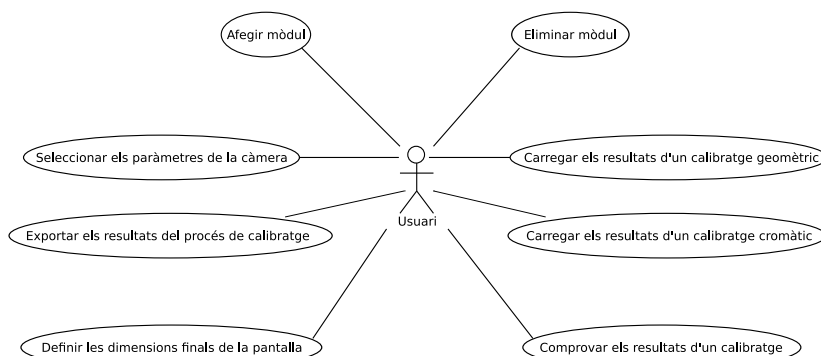 Afegir mòdul
Eliminar mòdul
Seleccionar els paràmetres de la càmera
Carregar els resultats d'un calibratge geomètric
Usuari
Exportar els resultats del procés de calibratge
Carregar els resultats d'un calibratge cromàtic
Definir les dimensions finals de la pantalla
Comprovar els resultats d'un calibratge